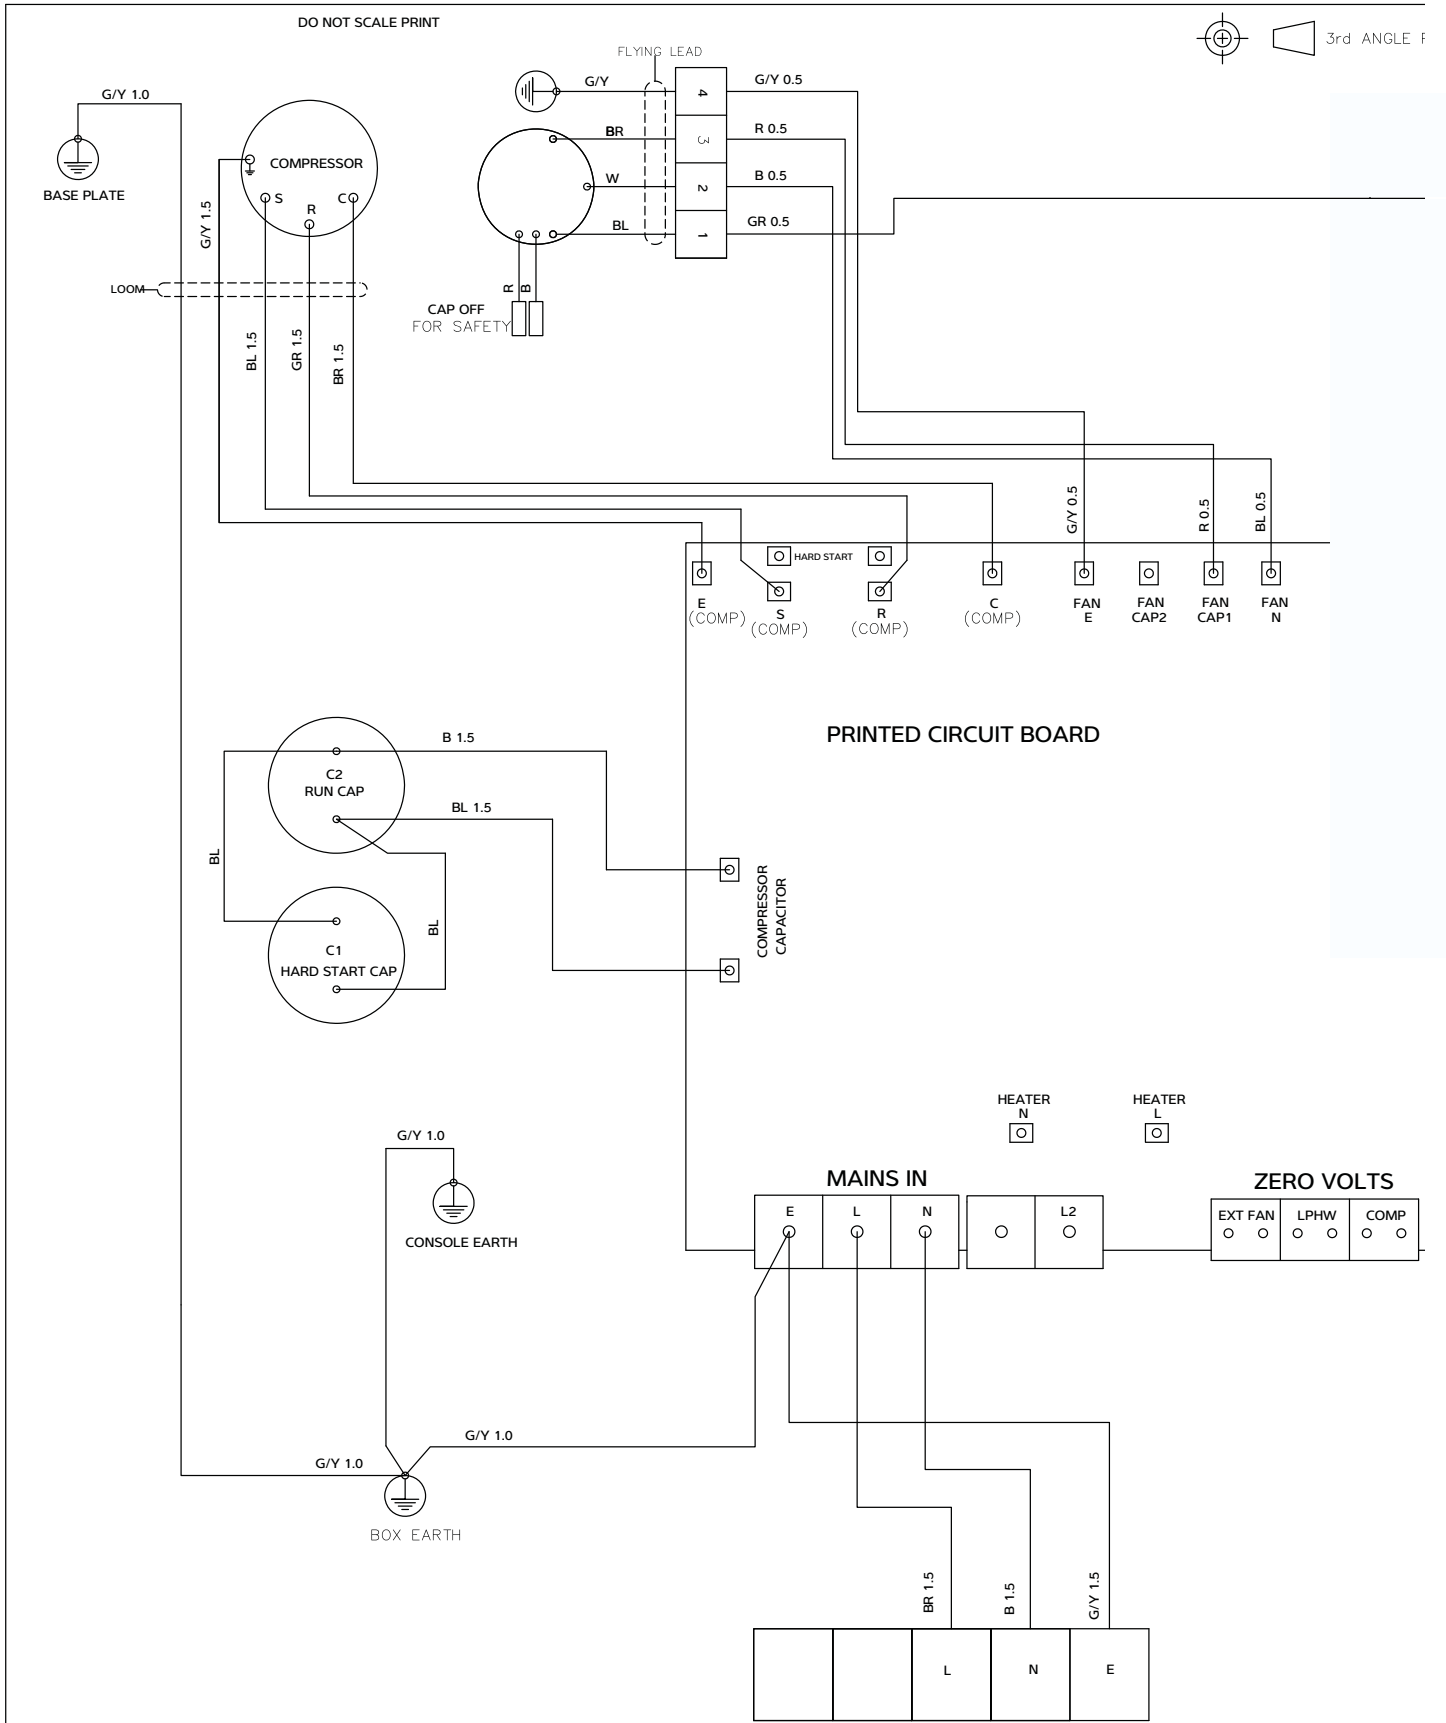 DO NOT SCALE PRINT
3rd ANGLE
FLYING LEAD
G/Y 1.0
G/Y
4
G/Y 0.5
BASE PLATE
COMPRESSOR
S
R
C
BR
3
R 0.5
W
2
B 0.5
BL
1
GR 0.5
G/Y 1.5
LOOM
R
B
CAP OFF
FOR SAFETY
BL 1.5
GR 1.5
BR 1.5
G/Y 0.5
R 0.5
BL 0.5
HARD START
E
(COMP)
S
(COMP)
R
(COMP)
C
(COMP)
FAN
E
FAN
CAP2
FAN
CAP1
FAN
N
PRINTED CIRCUIT BOARD
B 1.5
C2
RUN CAP
BL 1.5
BL
BL
C1
HARD START CAP
COMPRESSOR
CAPACITOR
HEATER
N
HEATER
L
G/Y 1.0
CONSOLE EARTH
MAINS IN
E
L
N
L2
ZERO VOLTS
EXT FAN
LPHW
COMP
G/Y 1.0
G/Y 1.0
BOX EARTH
BR 1.5
B 1.5
G/Y 1.5
L
N
E